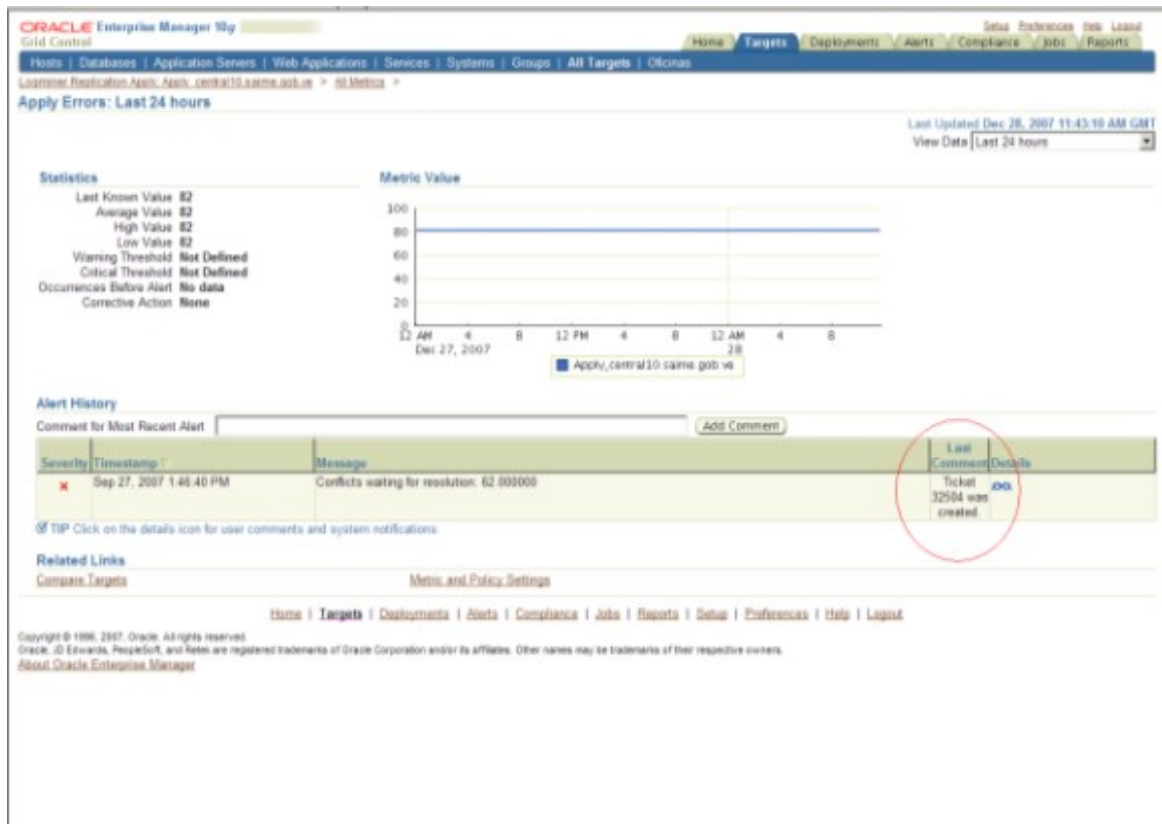 ORACLE Enterprise Manager 10g
Grid Control
Setup Preferences Help Logout
Home Targets Deployments Alerts Compliance Jobs Reports
Hosts | Databases | Application Servers | Web Applications | Services | Systems | Groups | All Targets | Oficinas
Logminer Replication Apply: Apply_central10.saime.gob.ve > All Metrics >
Apply Errors: Last 24 hours
Last Updated Dec 28, 2007 11:43:10 AM GMT
View Data Last 24 hours
Statistics
Last Known Value 82
Average Value 82
High Value 82
Low Value 82
Warning Threshold Not Defined
Critical Threshold Not Defined
Occurrences Before Alert No data
Corrective Action None
Metric Value
100
80
60
40
20
0
12 AM 4 8 12 PM 4 8 12 AM 4 8
Dec 27, 2007 28
Apply_central10.saime.gob.ve
Alert History
Comment for Most Recent Alert Add Comment
Severity Timestamp Message Last Comment Details
Sep 27, 2007 1:46:40 PM Conflicts waiting for resolution: 62.000000 Ticket 32504 was created.
TIP Click on the details icon for user comments and system notifications.
Related Links
Compare Targets Metric and Policy Settings
Home | Targets | Deployments | Alerts | Compliance | Jobs | Reports | Setup | Preferences | Help | Logout
Copyright © 1996, 2007, Oracle. All rights reserved.
Oracle, JD Edwards, PeopleSoft, and Retek are registered trademarks of Oracle Corporation and/or its affiliates. Other names may be trademarks of their respective owners.
About Oracle Enterprise Manager